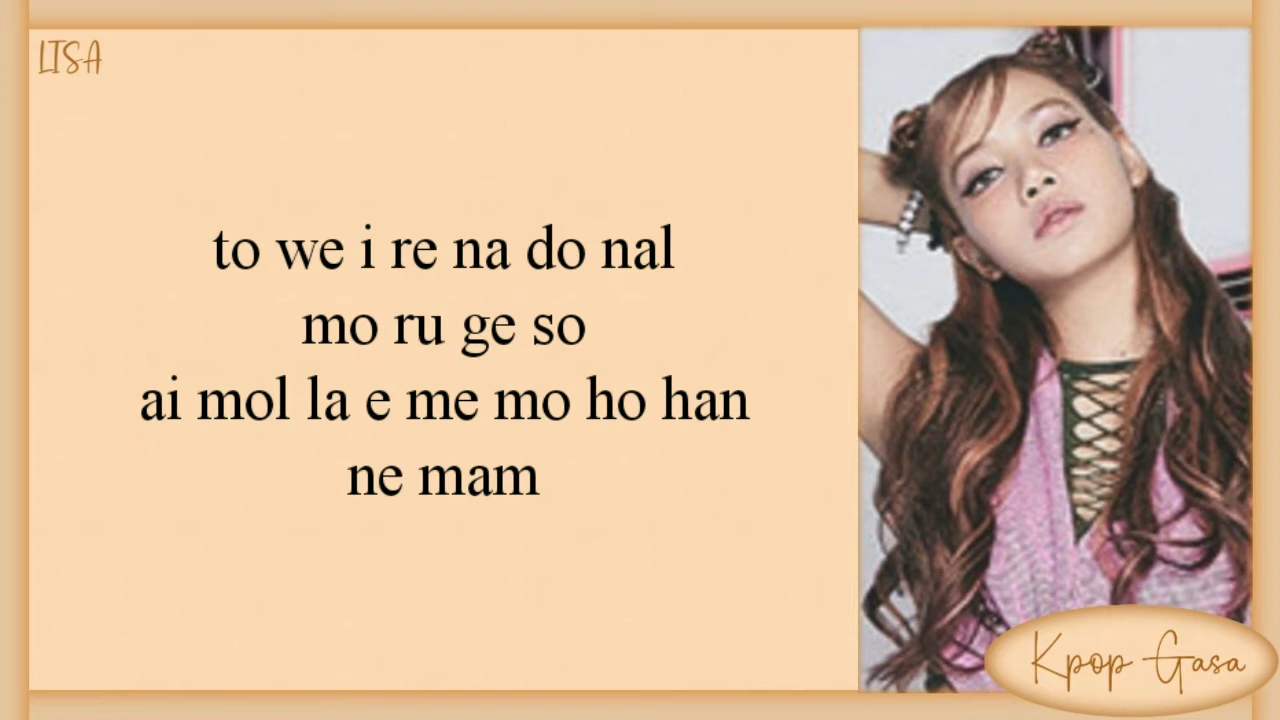 LISA
to we i re na do nal
mo ru ge so
ai mol la e me mo ho han
ne mam
Kpop Gasa